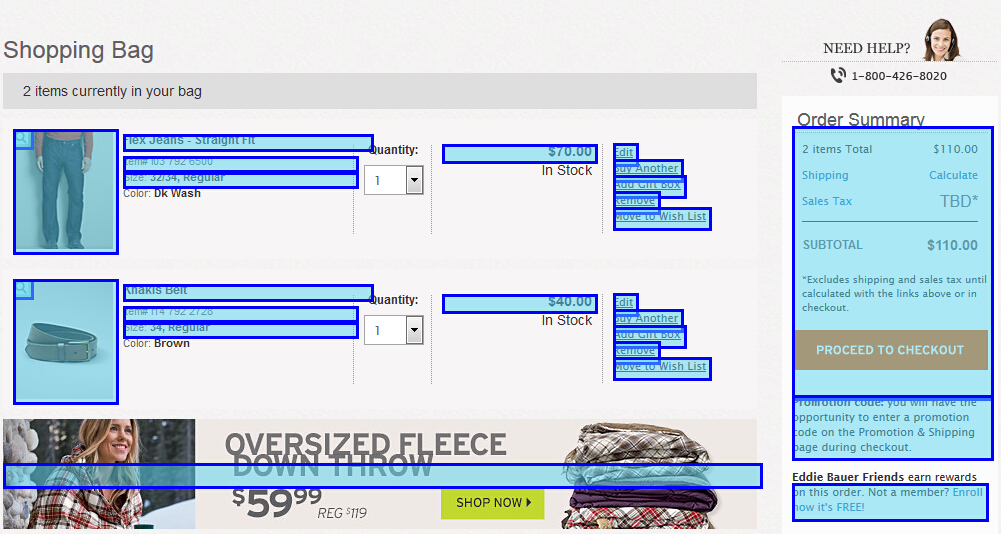 Shopping Bag
NEED HELP?
1-800-426-8020
2 items currently in your bag
Flex Jeans - Straight Fit
Item# 103 792 6500
Size: 32/34, Regular
Color: Dk Wash
Quantity:
1
$70.00
In Stock
Edit
Buy Another
Add Gift Box
Remove
Move to Wish List
Khakis Belt
Item# 114 792 2728
Size: 34, Regular
Color: Brown
Quantity:
1
$40.00
In Stock
Edit
Buy Another
Add Gift Box
Remove
Move to Wish List
OVERSIZED FLEECE
DOWN THROW
$59.99
REG $119
SHOP NOW
Order Summary
2 items Total $110.00
Shipping Calculate
Sales Tax TBD*
SUBTOTAL $110.00
*Excludes shipping and sales tax until
calculated with the links above or in
checkout.
PROCEED TO CHECKOUT
Promotion code: you will have the
opportunity to enter a promotion
code on the Promotion & Shipping
page during checkout.
Eddie Bauer Friends earn rewards
on this order. Not a member? Enroll
now it's FREE!